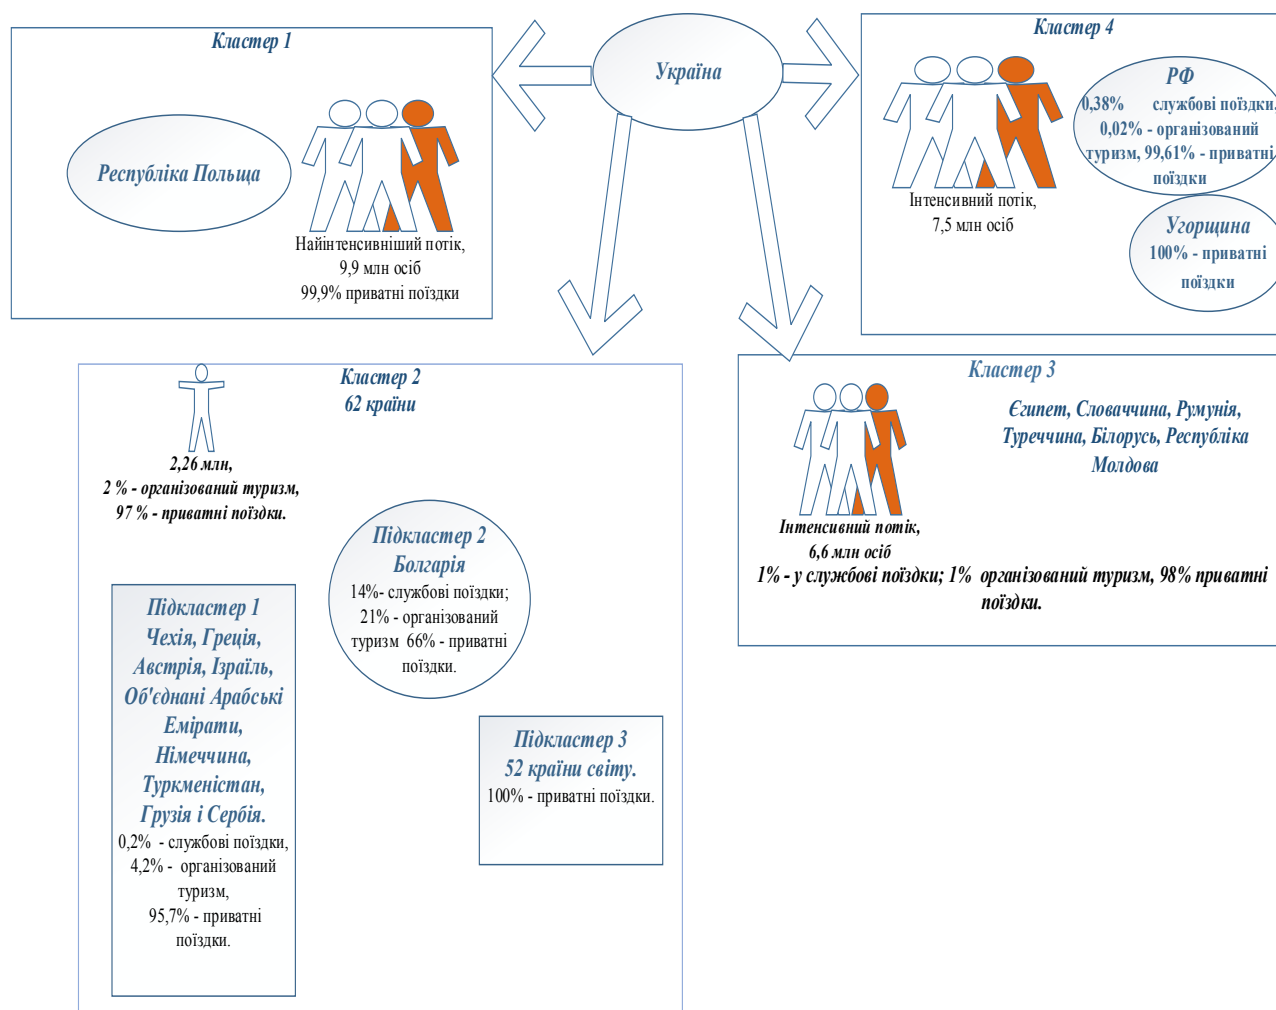 Україна
Кластер 1
Республіка Польща
Найінтенсивніший потік,
9,9 млн осіб
99,9% приватні поїздки
Кластер 4
Інтенсивний потік,
7,5 млн осіб
РФ
0,38% службові поїздки,
0,02% - організований
туризм, 99,61% - приватні
поїздки
Угорщина
100% - приватні
поїздки
Кластер 2
62 країни
2,26 млн,
2 % - організований туризм,
97 % - приватні поїздки.
Підкластер 1
Чехія, Греція,
Австрія, Ізраїль,
Об'єднані Арабські
Емірати,
Німеччина,
Туркменістан,
Грузія і Сербія.
0,2% - службові поїздки,
4,2% - організований
туризм,
95,7% - приватні
поїздки.
Підкластер 2
Болгарія
14%- службові поїздки;
21% - організований
туризм 66% - приватні
поїздки.
Підкластер 3
52 країни світу.
100% - приватні поїздки.
Кластер 3
Єгипет, Словаччина, Румунія,
Туреччина, Білорусь, Республіка
Молдова
Інтенсивний потік,
6,6 млн осіб
1% - у службові поїздки; 1% організований туризм, 98% приватні
поїздки.